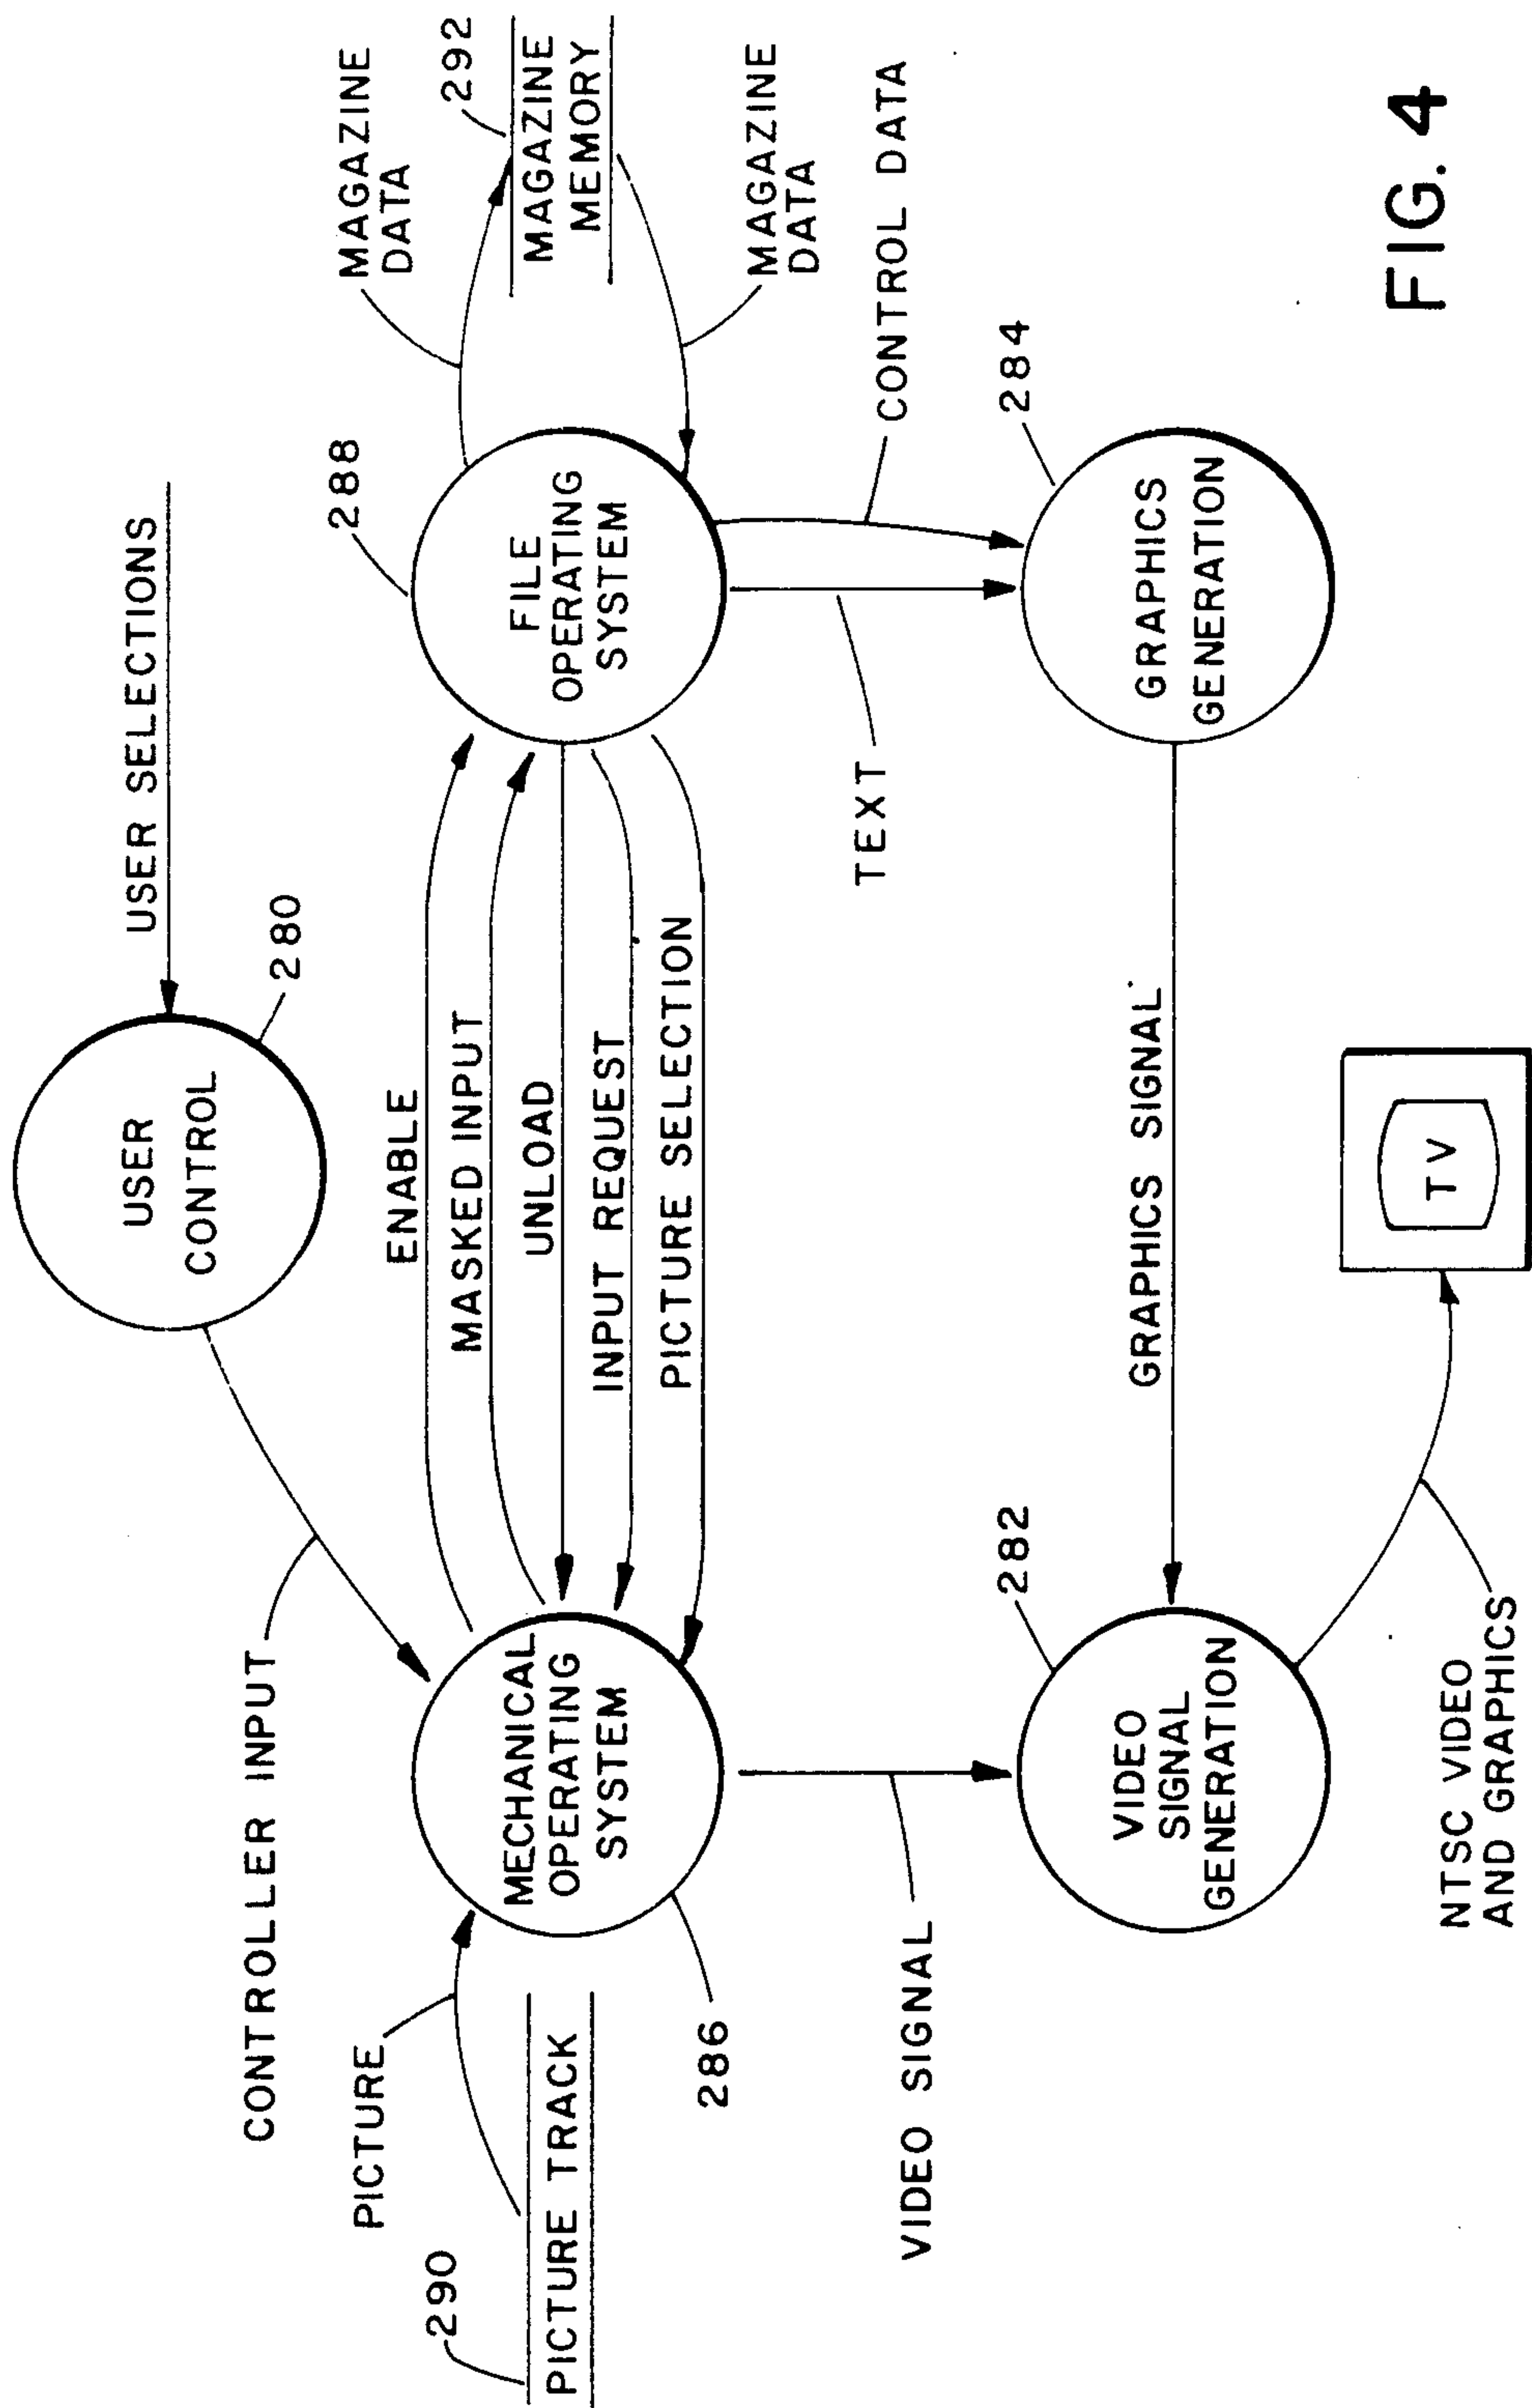 USER SELECTIONS
USER
CONTROL
280
CONTROLLER INPUT
PICTURE
290
PICTURE TRACK
MECHANICAL
OPERATING
SYSTEM
286
ENABLE
MASKED INPUT
UNLOAD
INPUT REQUEST
PICTURE SELECTION
288
FILE
OPERATING
SYSTEM
MAGAZINE
DATA
292
MAGAZINE
MEMORY
MAGAZINE
DATA
CONTROL DATA
TEXT
VIDEO SIGNAL
282
VIDEO
SIGNAL
GENERATION
GRAPHICS SIGNAL
284
GRAPHICS
GENERATION
NTSC VIDEO
AND GRAPHICS
TV
FIG. 4